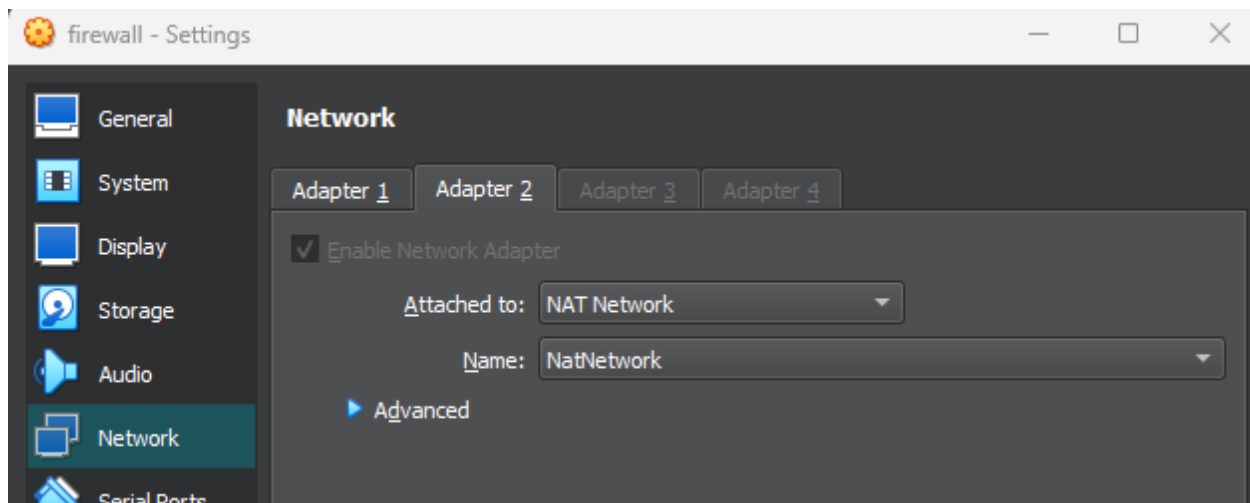 firewall - Settings
General
System
Display
Storage
Audio
Network
Serial Ports
Network
Adapter 1 Adapter 2 Adapter 3 Adapter 4
Enable Network Adapter
Attached to: NAT Network
Name: NatNetwork
Advanced